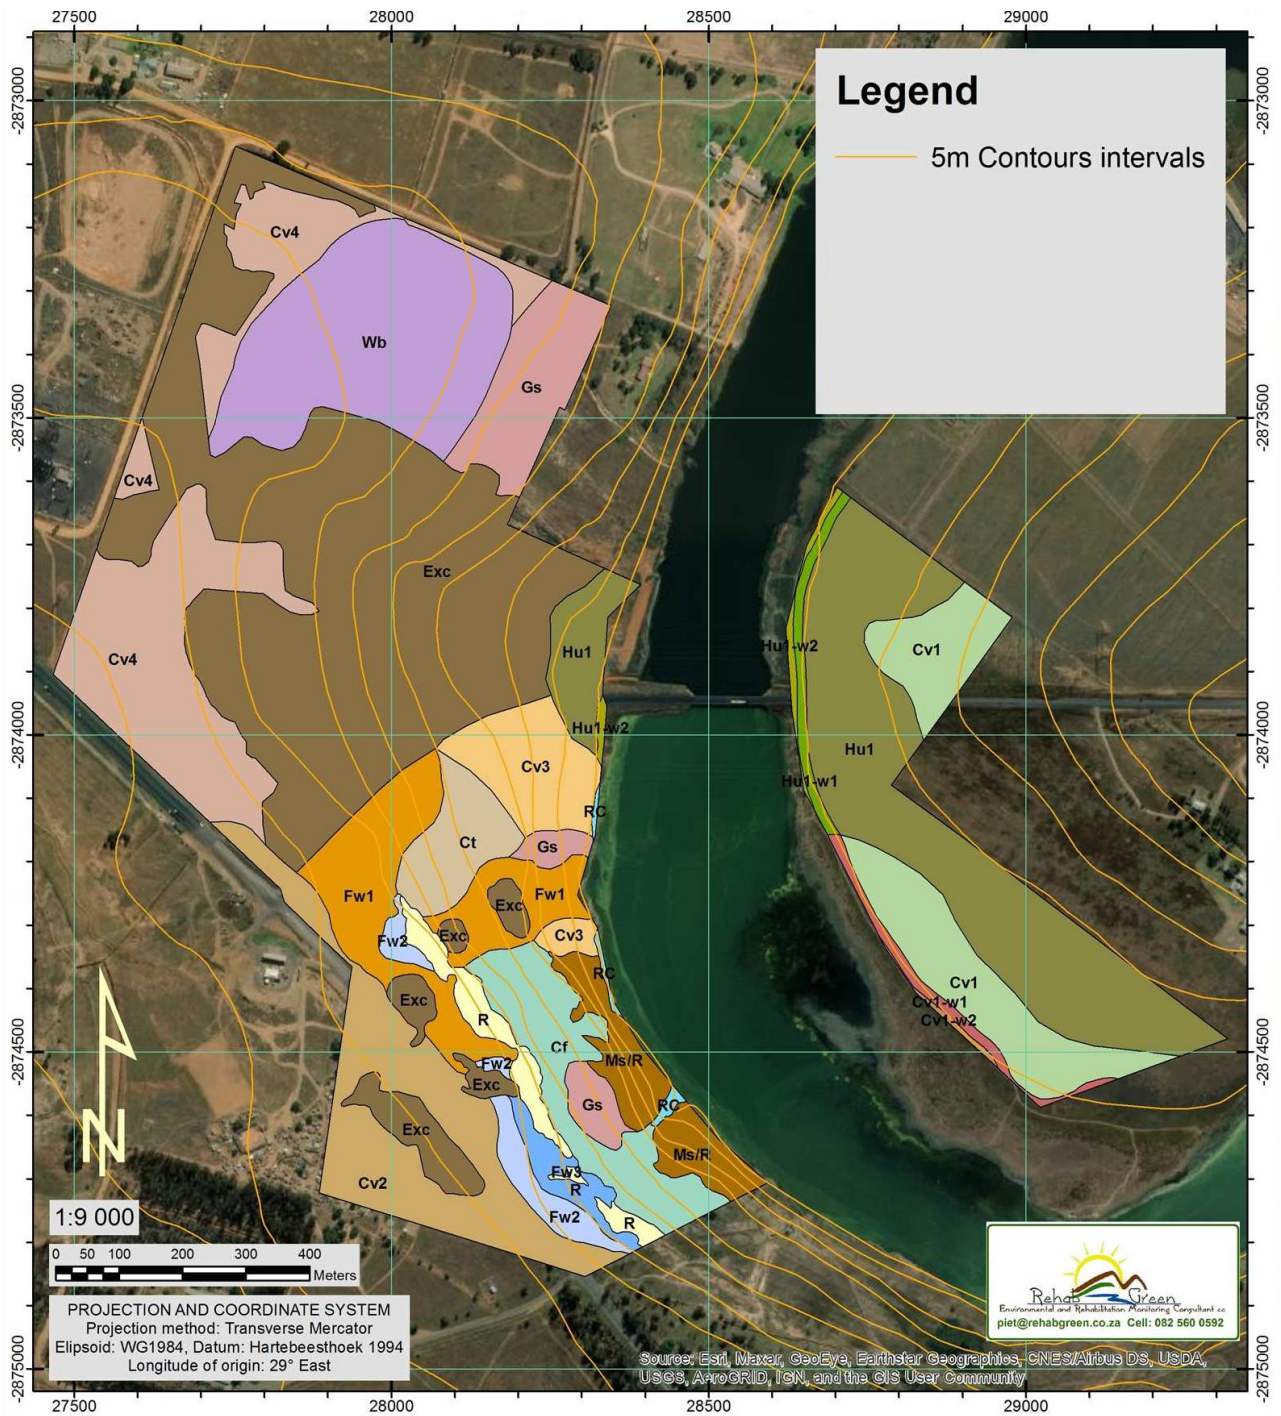 27500 28000 28500 29000
-2873000 -2873000
Legend
5m Contours intervals
Cv4
Wb
Gs
-2873500 -2873500
Cv4
Exc
Hu1
Hu1-w2
Cv1
Cv4
Hu1-w2
-2874000 -2874000
Hu1
Cv3
Hu1-w1
RC
Ct
Gs
Fw1
Fw1
Exc
Fw2
Exc
Cv3
RC
Cv1
Exc
Cv1-w1
R
Cv1-w2
-2874500 -2874500
Cf
Fw2
Ms/R
Exc
Gs
RC
Exc
Ms/R
Fw3
Cv2
R
Fw2
R
N
1:9 000
0 50 100 200 300 400
Meters
PROJECTION AND COORDINATE SYSTEM
Projection method: Transverse Mercator
Elipsoid: WG1984, Datum: Hartebeesthoek 1994
Longitude of origin: 29° East
Rehab Green
Environmental and Rehabilitation Monitoring Consultant cc
piet@rehabgreen.co.za Cell: 082 560 0592
Source: Esri, Maxar, GeoEye, Earthstar Geographics, CNES/Airbus DS, USDA,
USGS, AeroGRID, IGN, and the GIS User Community
-2875000 -2875000
27500 28000 28500 29000